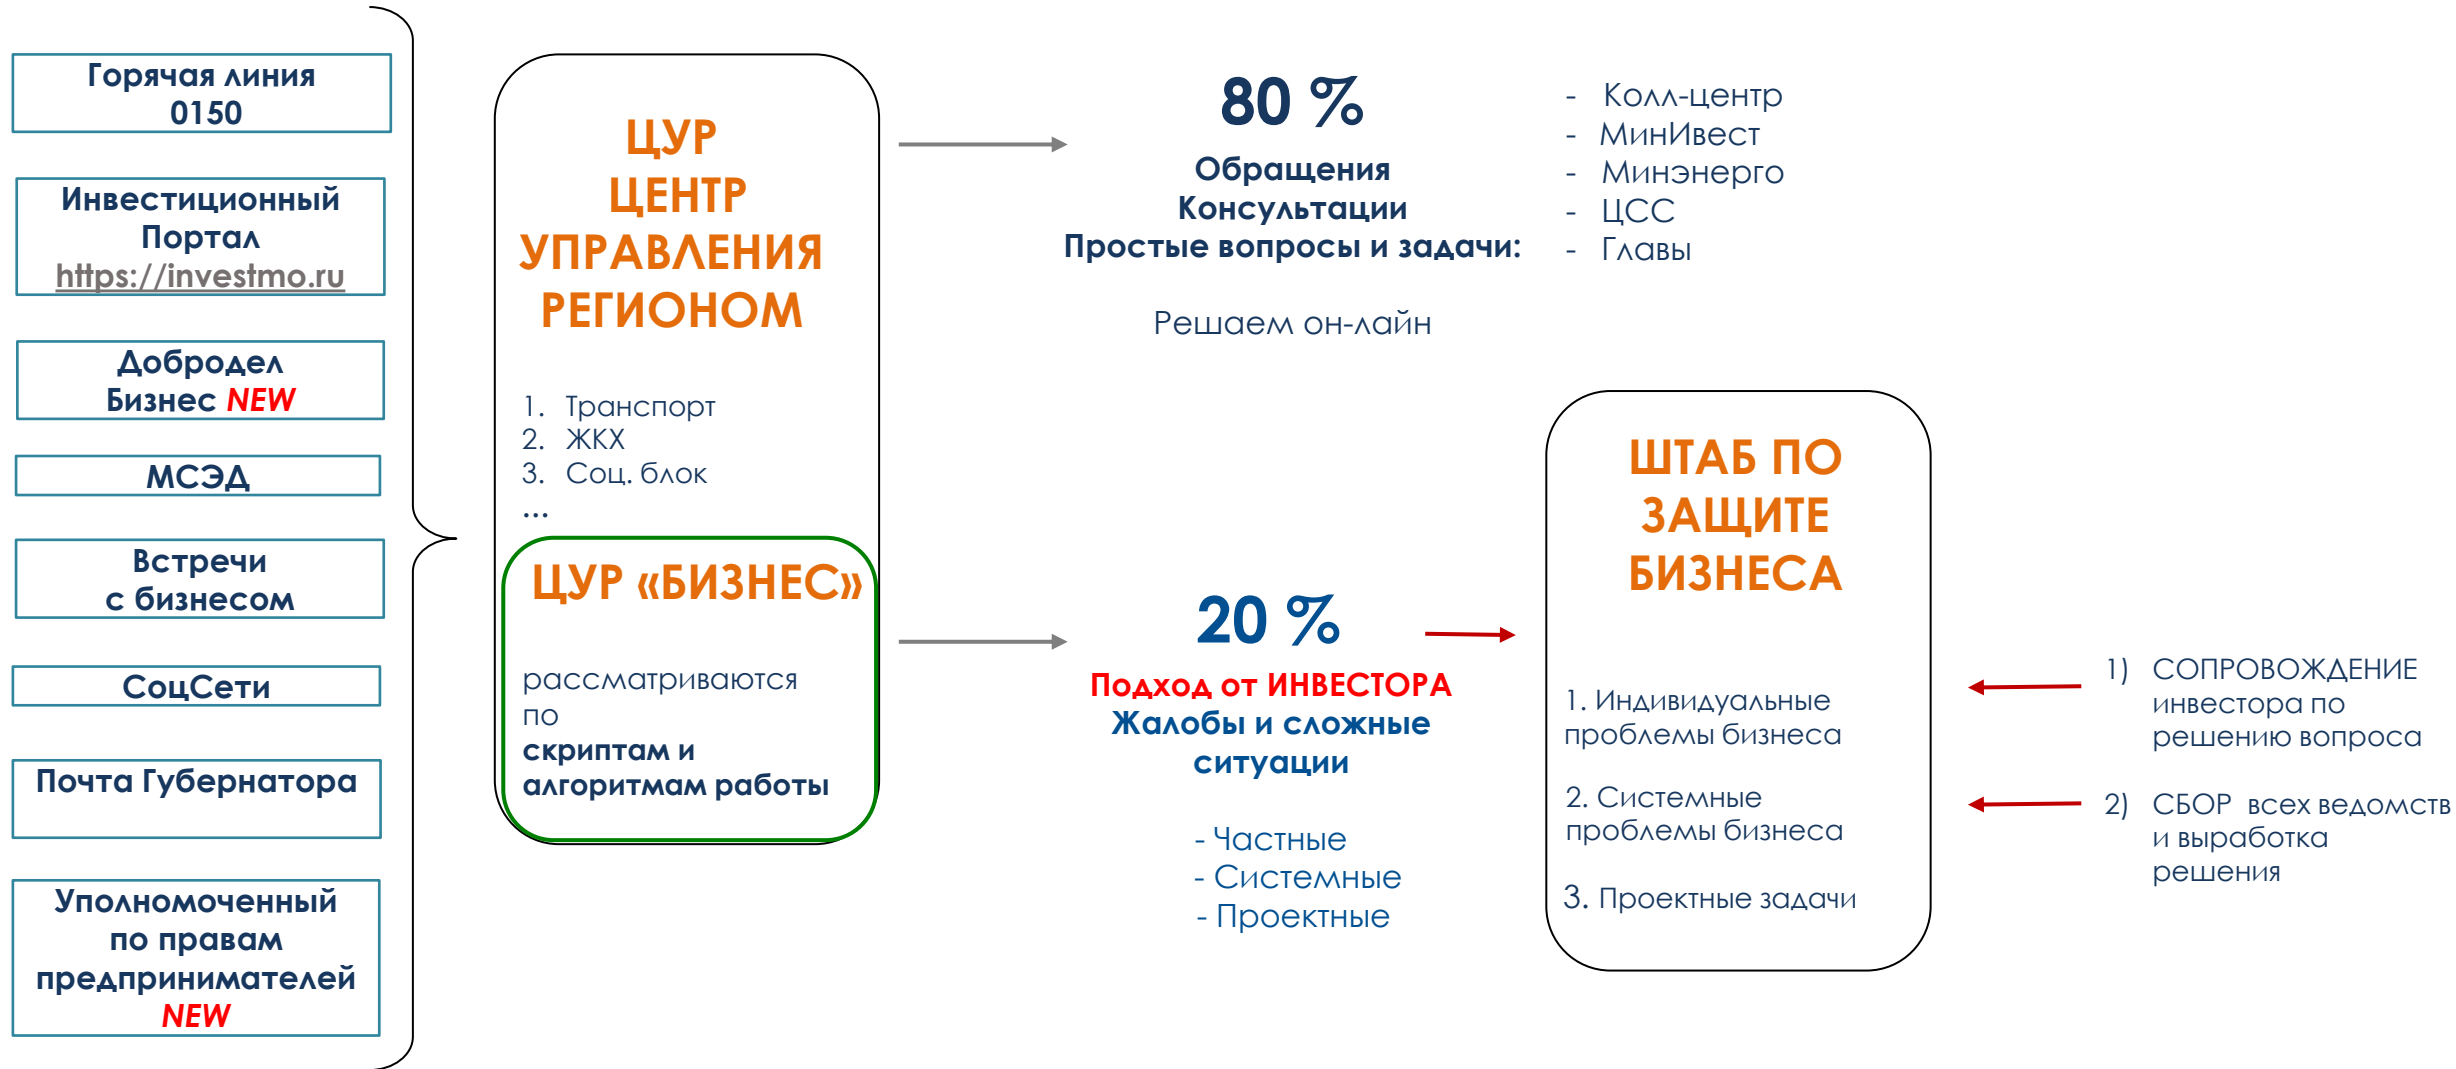 Горячая линия
0150
Инвестиционный
Портал
https://investmo.ru
Добродел
Бизнес NEW
МСЭД
Встречи
с бизнесом
СоцСети
Почта Губернатора
Уполномоченный
по правам
предпринимателей
NEW
ЦУР
ЦЕНТР
УПРАВЛЕНИЯ
РЕГИОНОМ
1. Транспорт
2. ЖКХ
3. Соц. блок
...
ЦУР «БИЗНЕС»
рассматриваются
по
скриптам и
алгоритмам работы
80 %
Обращения
Консультации
Простые вопросы и задачи:
Решаем он-лайн
- Колл-центр
- МинИвест
- Минэнерго
- ЦСС
- Главы
20 %
Подход от ИНВЕСТОРА
Жалобы и сложные
ситуации
- Частные
- Системные
- Проектные
ШТАБ ПО
ЗАЩИТЕ
БИЗНЕСА
1. Индивидуальные
проблемы бизнеса
2. Системные
проблемы бизнеса
3. Проектные задачи
1) СОПРОВОЖДЕНИЕ
инвестора по
решению вопроса
2) СБОР всех ведомств
и выработка
решения